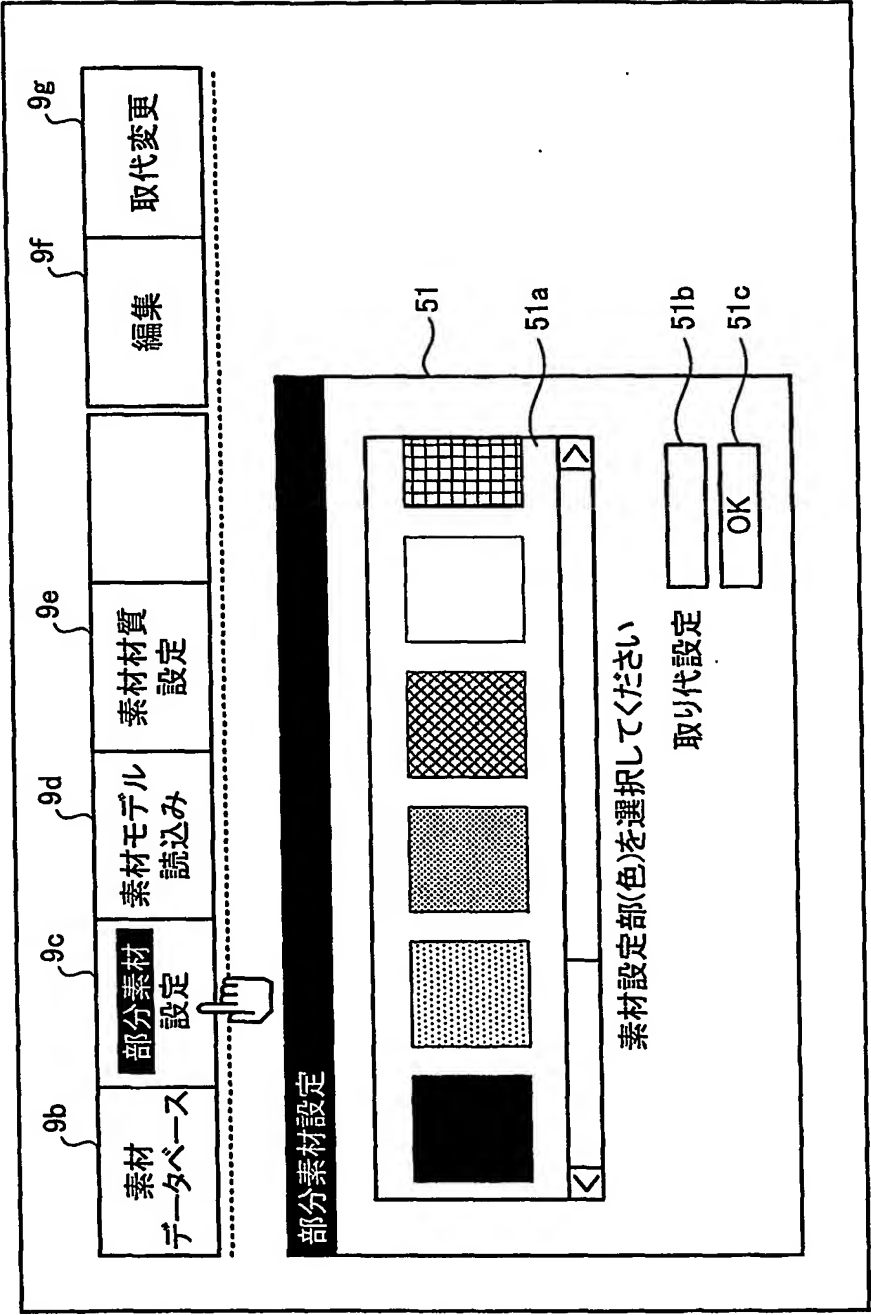 9b
9c
9d
9e
9f
9g
素材
データベース
部分素材
設定
素材モデル
読込み
素材材質
設定
編集
取代変更
部分素材設定
51
51a
<
>
素材設定部(色)を選択してください
取り代設定
51b
OK
51c